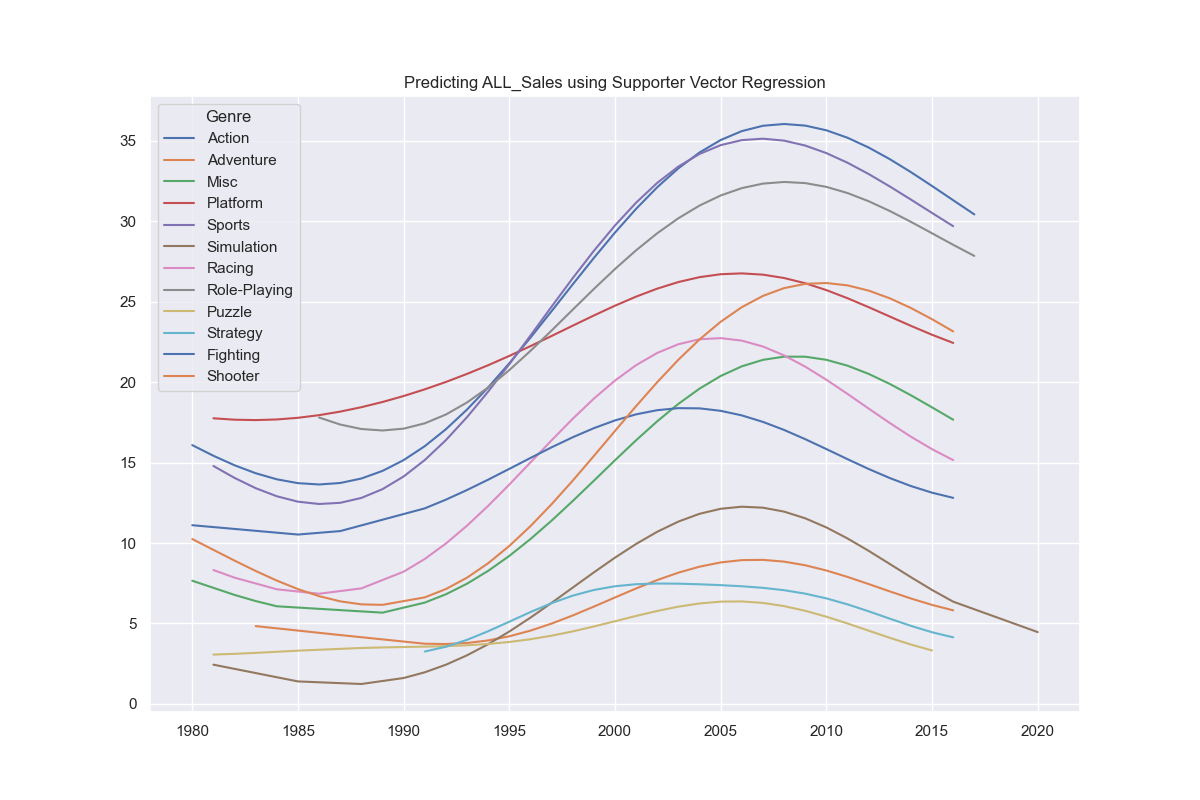 Predicting ALL_Sales using Supporter Vector Regression
Genre
Action
Adventure
Misc
Platform
Sports
Simulation
Racing
Role-Playing
Puzzle
Strategy
Fighting
Shooter
35
30
25
20
15
10
5
0
1980 1985 1990 1995 2000 2005 2010 2015 2020